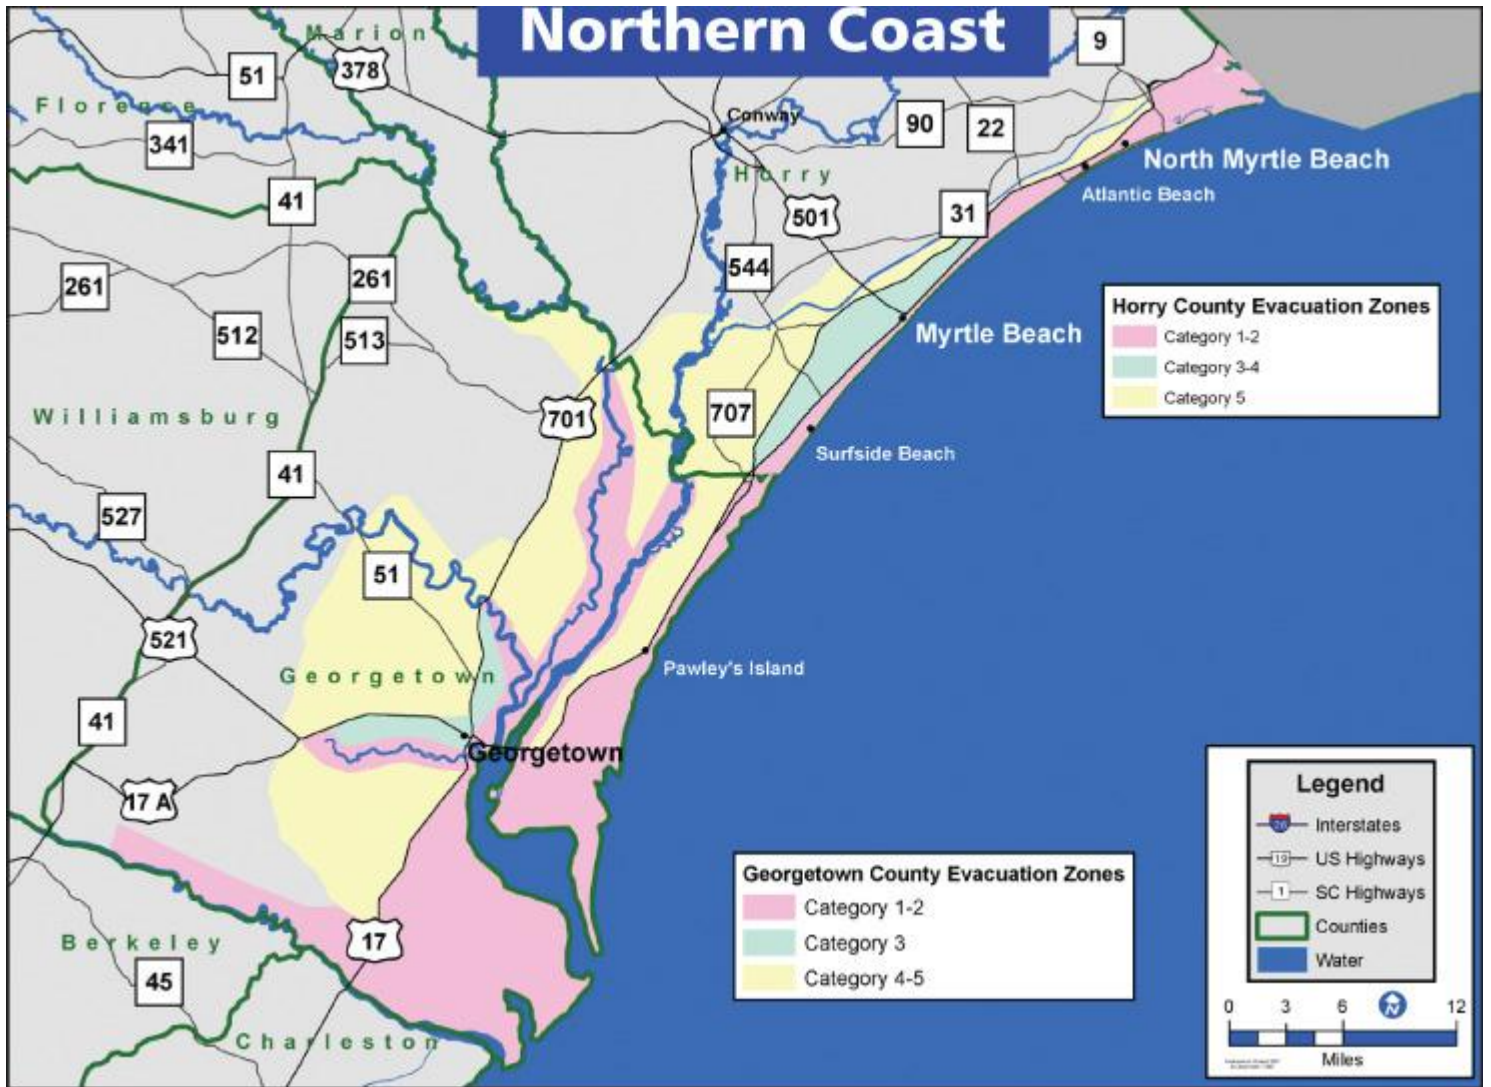 Northern Coast
Marion
9
51
378
Florence
Conway
90
22
341
North Myrtle Beach
Horry
Atlantic Beach
41
501
31
544
261
261
Horry County Evacuation Zones
Category 1-2
Category 3-4
Category 5
512
513
Myrtle Beach
Williamsburg
701
707
Surfside Beach
41
527
51
521
Georgetown
Pawley's Island
41
Georgetown
17 A
Legend
26
Interstates
19
US Highways
1
SC Highways
Counties
Water
Georgetown County Evacuation Zones
Category 1-2
Category 3
Category 4-5
17
Berkeley
45
Charleston
0 3 6 N 12
Miles